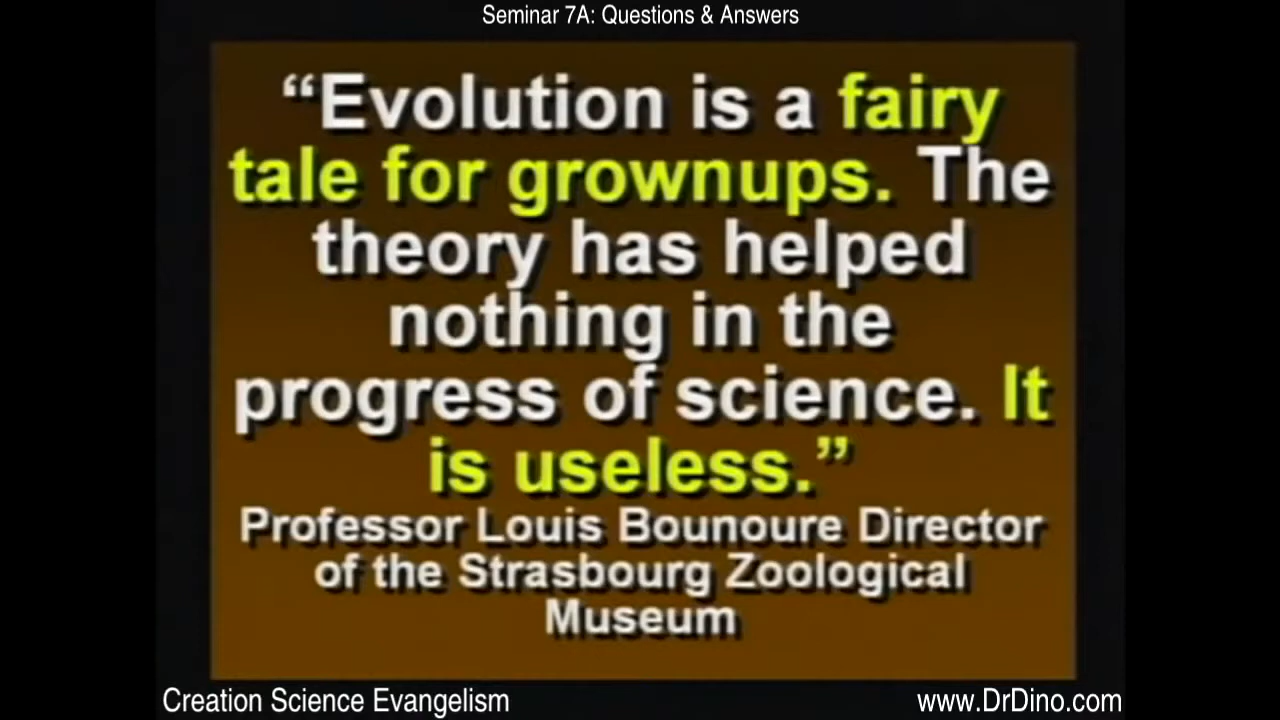 Seminar 7A: Questions & Answers
“Evolution is a fairy
tale for grownups. The
theory has helped
nothing in the
progress of science. It
is useless.”
Professor Louis Bounoure Director
of the Strasbourg Zoological
Museum
Creation Science Evangelism
www.DrDino.com